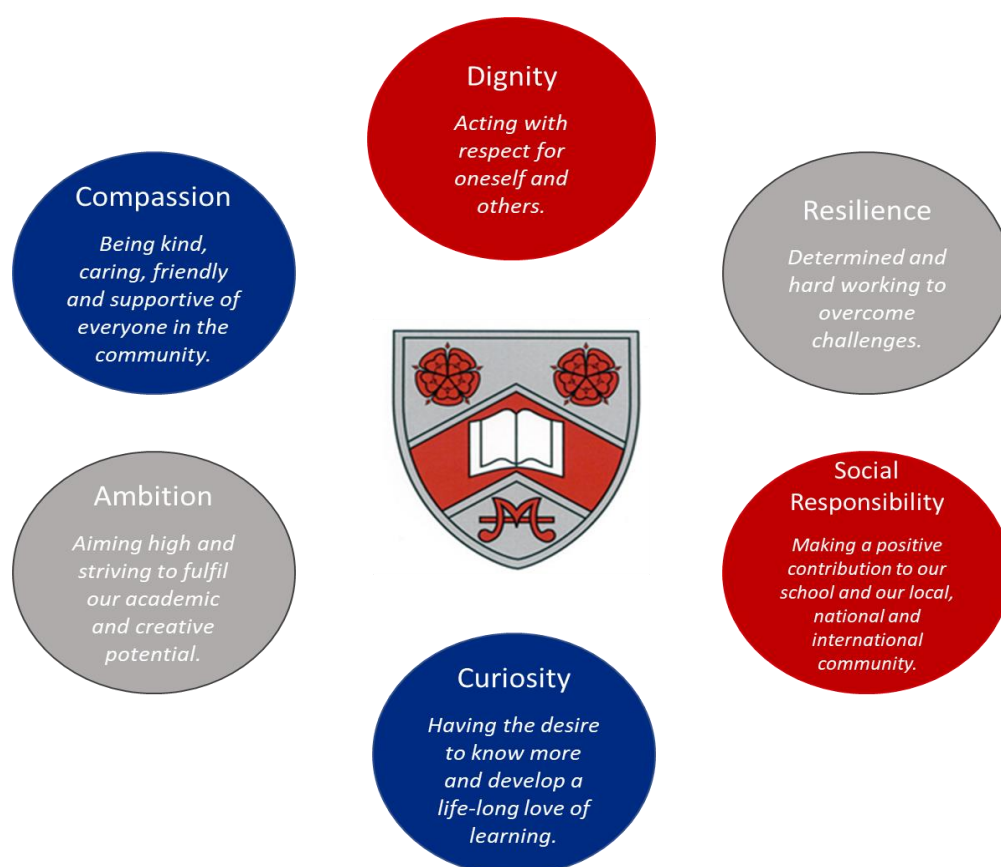 Dignity
Acting with
respect for
oneself and
others.
Compassion
Being kind,
caring, friendly
and supportive of
everyone in the
community.
Resilience
Determined and
hard working to
overcome
challenges.
Ambition
Aiming high and
striving to fulfil
our academic
and creative
potential.
Social
Responsibility
Making a positive
contribution to our
school and our local,
national and
international
community.
Curiosity
Having the desire
to know more
and develop a
life-long love of
learning.
M